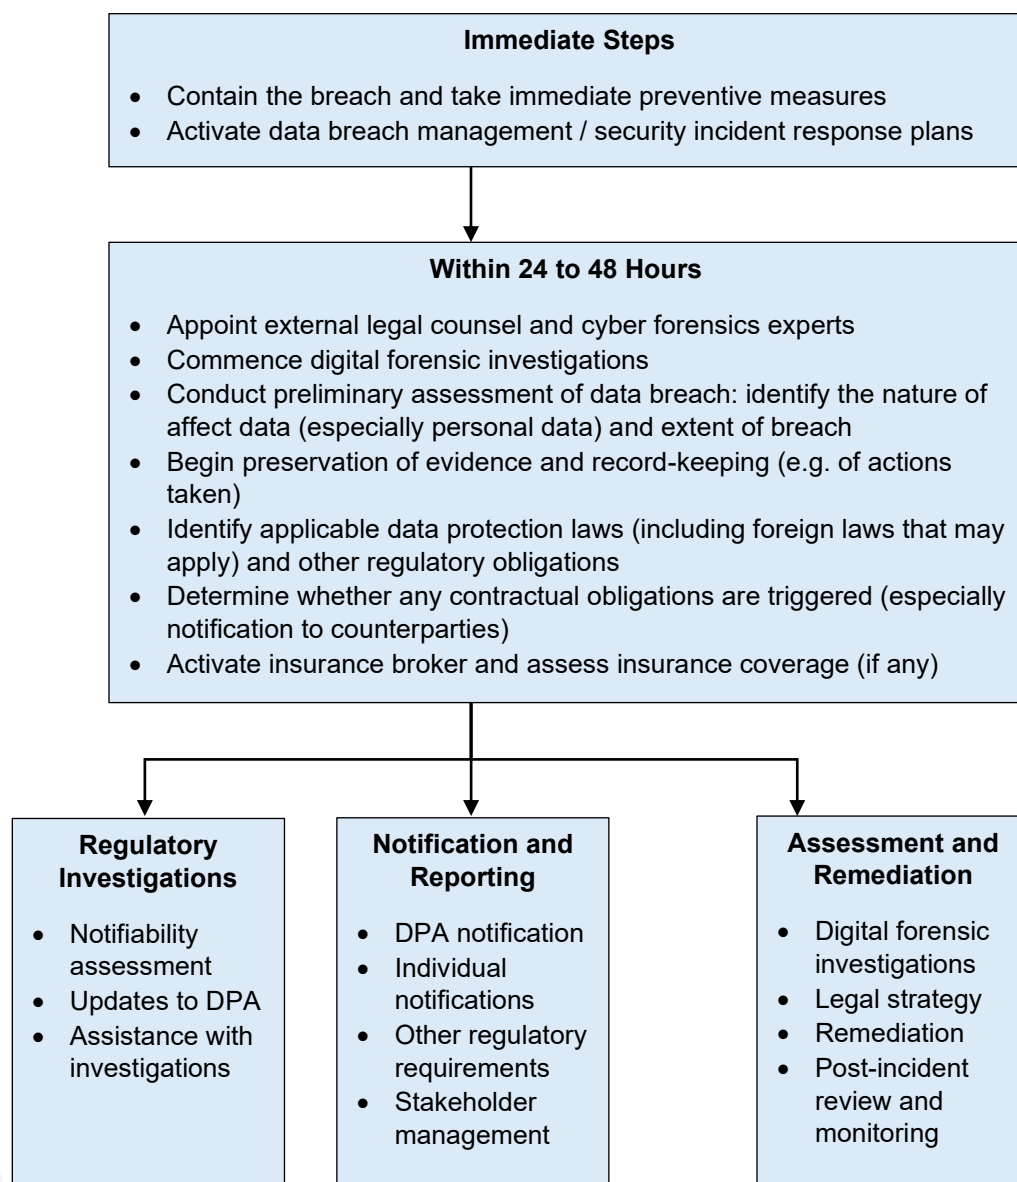 Immediate Steps
• Contain the breach and take immediate preventive measures
• Activate data breach management / security incident response plans
Within 24 to 48 Hours
• Appoint external legal counsel and cyber forensics experts
• Commence digital forensic investigations
• Conduct preliminary assessment of data breach: identify the nature of
affect data (especially personal data) and extent of breach
• Begin preservation of evidence and record-keeping (e.g. of actions
taken)
• Identify applicable data protection laws (including foreign laws that may
apply) and other regulatory obligations
• Determine whether any contractual obligations are triggered (especially
notification to counterparties)
• Activate insurance broker and assess insurance coverage (if any)
Regulatory
Investigations
• Notifiability
assessment
• Updates to DPA
• Assistance with
investigations
Notification and
Reporting
• DPA notification
• Individual
notifications
• Other regulatory
requirements
• Stakeholder
management
Assessment and
Remediation
• Digital forensic
investigations
• Legal strategy
• Remediation
• Post-incident
review and
monitoring